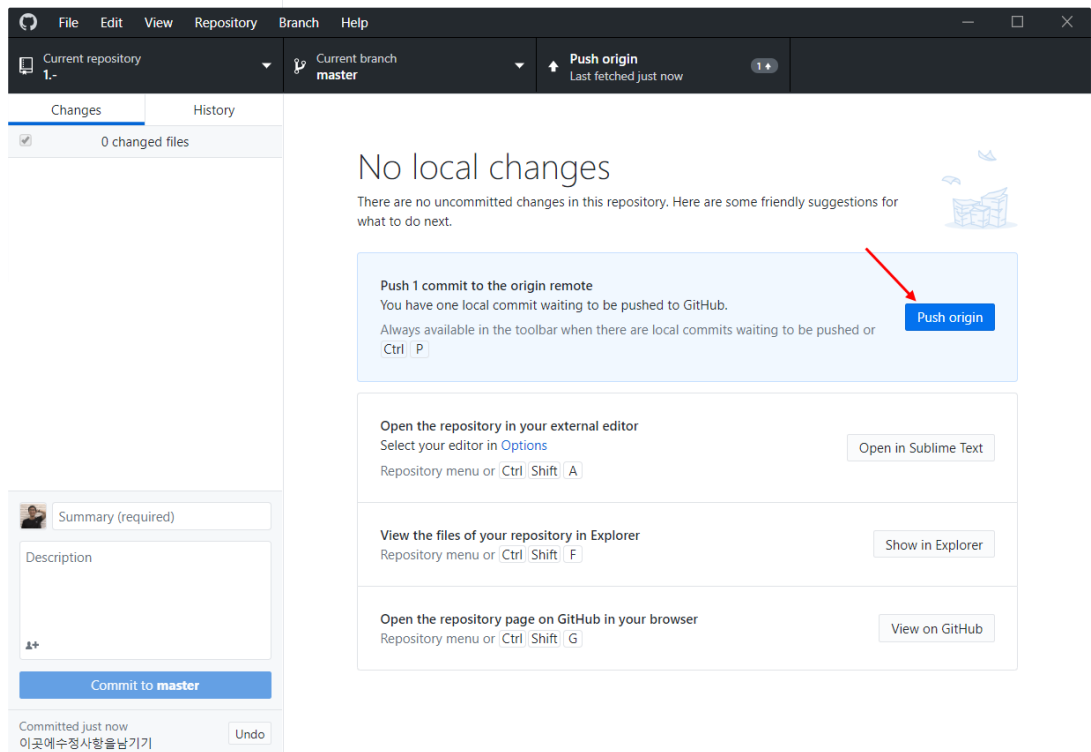 File Edit View Repository Branch Help
Current repository
1.-
Current branch
master
Push origin
Last fetched just now
1
Changes History
0 changed files
No local changes
There are no uncommitted changes in this repository. Here are some friendly suggestions for
what to do next.
Push 1 commit to the origin remote
You have one local commit waiting to be pushed to GitHub.
Always available in the toolbar when there are local commits waiting to be pushed or
Ctrl P
Push origin
Open the repository in your external editor
Select your editor in Options
Repository menu or Ctrl Shift A
Open in Sublime Text
View the files of your repository in Explorer
Repository menu or Ctrl Shift F
Show in Explorer
Open the repository page on GitHub in your browser
Repository menu or Ctrl Shift G
View on GitHub
Summary (required)
Description
Commit to master
Committed just now
이곳에수정사항을남기기
Undo